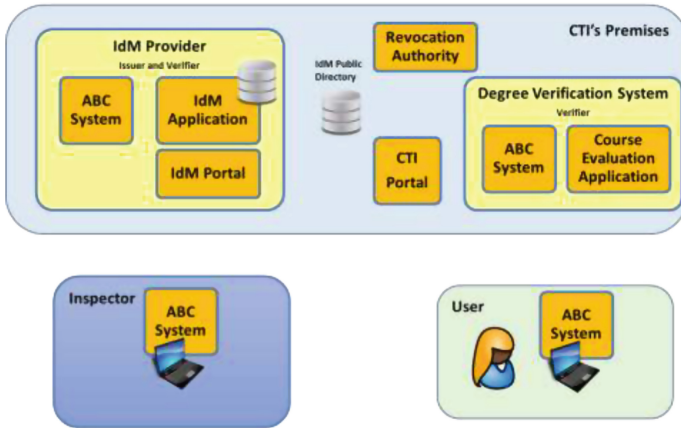 CTI's Premises
IdM Provider
Issuer and Verifier
ABC
System
IdM
Application
IdM Portal
IdM Public
Directory
Revocation
Authority
CTI
Portal
Degree Verification System
Verifier
ABC
System
Course
Evaluation
Application
Inspector
ABC
System
User
ABC
System